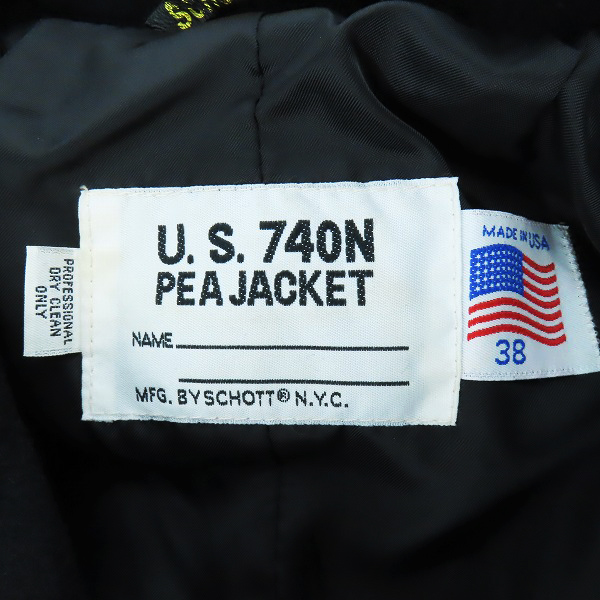 U. S. 740N
PEA JACKET
NAME
MFG. BY SCHOTT® N.Y.C.
PROFESSIONAL
DRY CLEAN
ONLY
MADE IN USA
38